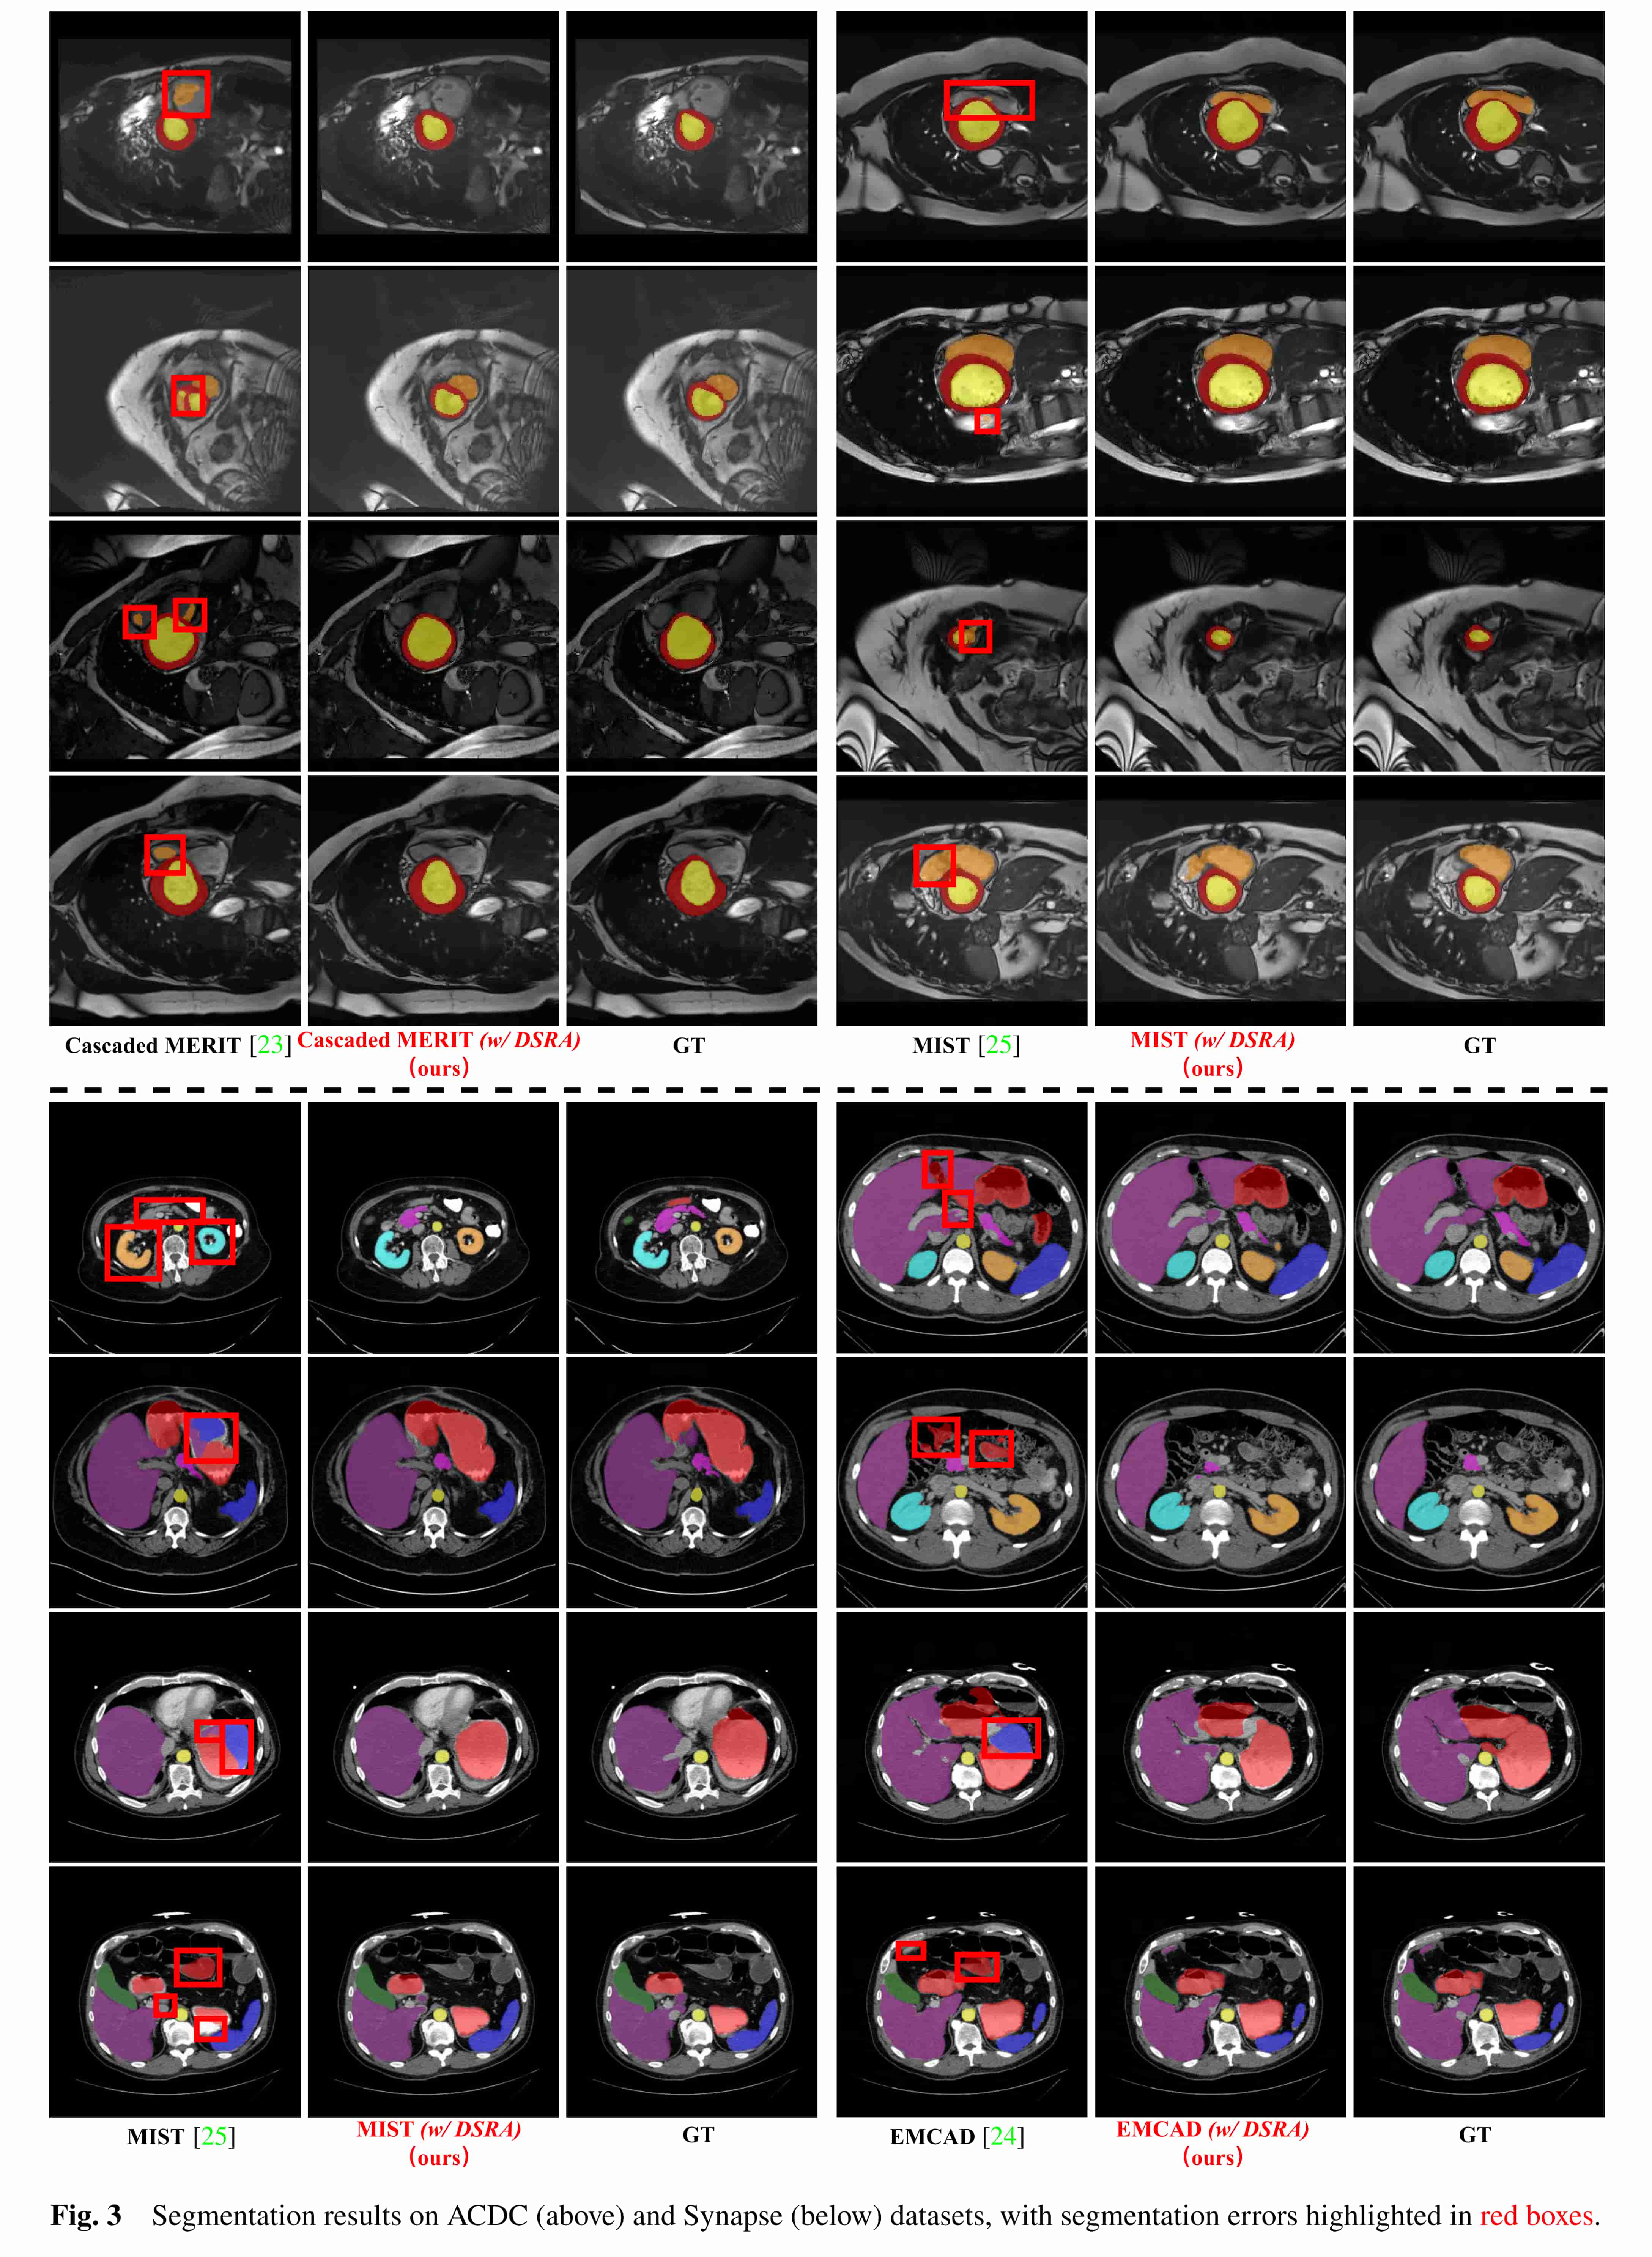 Cascaded MERIT [23] Cascaded MERIT (w/ DSRA) GT MIST [25] MIST (w/ DSRA) GT
(ours) (ours)
MIST [25] MIST (w/ DSRA) GT EMCAD [24] EMCAD (w/ DSRA) GT
(ours) (ours)
Fig. 3 Segmentation results on ACDC (above) and Synapse (below) datasets, with segmentation errors highlighted in red boxes.